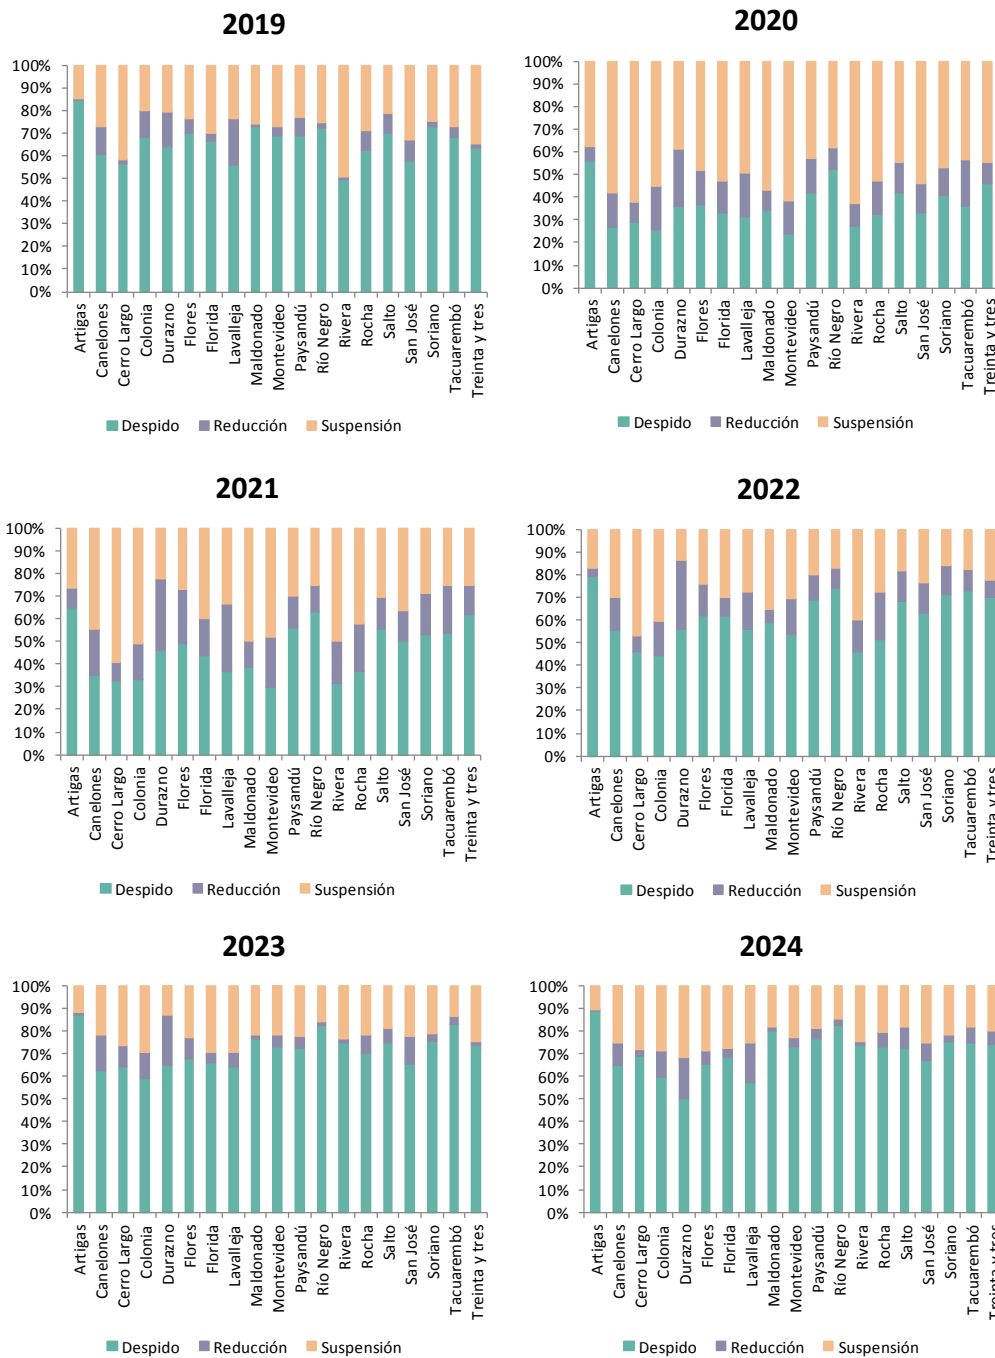 2019
100%
90%
80%
70%
60%
50%
40%
30%
20%
10%
0%
Artigas
Canelones
Cerro Largo
Colonia
Durazno
Flores
Florida
Lavalleja
Maldonado
Montevideo
Paysandú
Río Negro
Rivera
Rocha
Salto
San José
Soriano
Tacuarembó
Treinta y tres
Despido Reducción Suspensión
2020
100%
90%
80%
70%
60%
50%
40%
30%
20%
10%
0%
Artigas
Canelones
Cerro Largo
Colonia
Durazno
Flores
Florida
Lavalleja
Maldonado
Montevideo
Paysandú
Río Negro
Rivera
Rocha
Salto
San José
Soriano
Tacuarembó
Treinta y tres
Despido Reducción Suspensión
2021
100%
90%
80%
70%
60%
50%
40%
30%
20%
10%
0%
Artigas
Canelones
Cerro Largo
Colonia
Durazno
Flores
Florida
Lavalleja
Maldonado
Montevideo
Paysandú
Río Negro
Rivera
Rocha
Salto
San José
Soriano
Tacuarembó
Treinta y tres
Despido Reducción Suspensión
2022
100%
90%
80%
70%
60%
50%
40%
30%
20%
10%
0%
Artigas
Canelones
Cerro Largo
Colonia
Durazno
Flores
Florida
Lavalleja
Maldonado
Montevideo
Paysandú
Río Negro
Rivera
Rocha
Salto
San José
Soriano
Tacuarembó
Treinta y tres
Despido Reducción Suspensión
2023
100%
90%
80%
70%
60%
50%
40%
30%
20%
10%
0%
Artigas
Canelones
Cerro Largo
Colonia
Durazno
Flores
Florida
Lavalleja
Maldonado
Montevideo
Paysandú
Río Negro
Rivera
Rocha
Salto
San José
Soriano
Tacuarembó
Treinta y tres
Despido Reducción Suspensión
2024
100%
90%
80%
70%
60%
50%
40%
30%
20%
10%
0%
Artigas
Canelones
Cerro Largo
Colonia
Durazno
Flores
Florida
Lavalleja
Maldonado
Montevideo
Paysandú
Río Negro
Rivera
Rocha
Salto
San José
Soriano
Tacuarembó
Treinta y tres
Despido Reducción Suspensión